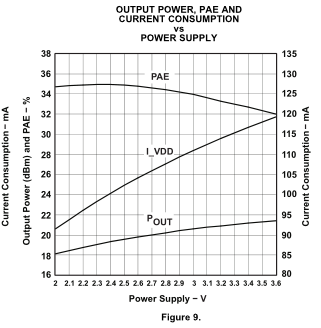 OUTPUT POWER, PAE AND
CURRENT CONSUMPTION
vs
POWER SUPPLY
Current Consumption − mA
Output Power (dBm) and PAE − %
38
36
34
32
30
28
26
24
22
20
18
16
PAE
I_VDD
POUT
135
130
125
120
115
110
105
100
95
90
85
80
Current Consumption − mA
2 2.1 2.2 2.3 2.4 2.5 2.6 2.7 2.8 2.9 3 3.1 3.2 3.3 3.4 3.5 3.6
Power Supply − V
Figure 9.